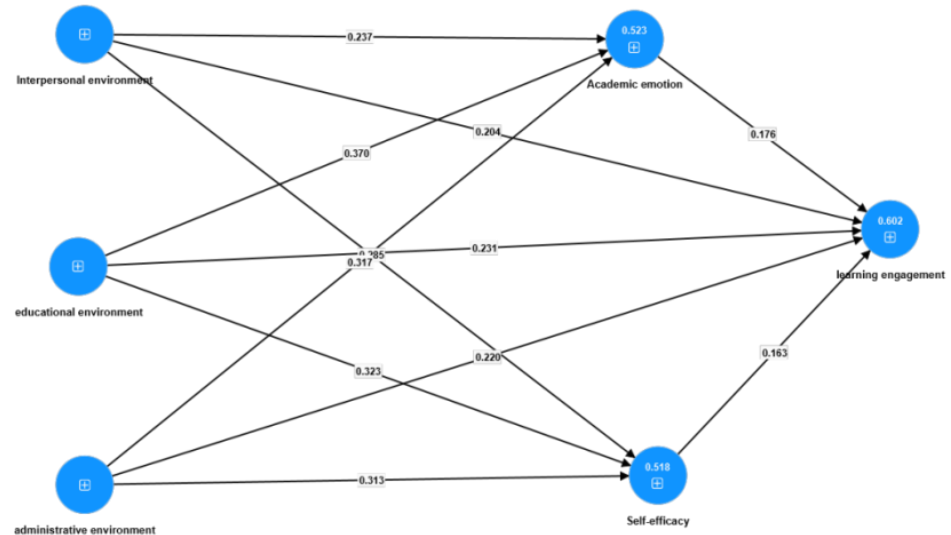 0.523
0.237
Interpersonal environment
Academic emotion
0.204
0.176
0.370
0.602
0.231
0.285
0.317
learning engagement
educational environment
0.220
0.163
0.323
0.518
0.313
Self-efficacy
administrative environment